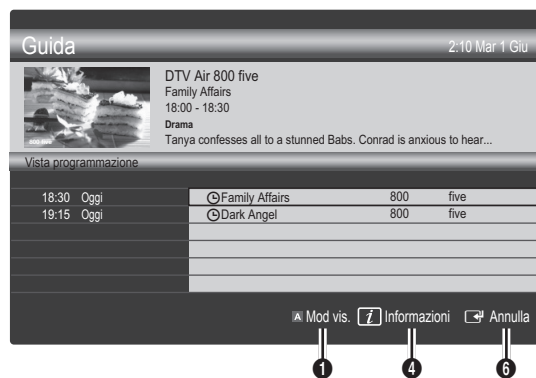 Guida 2:10 Mar 1 Giu
DTV Air 800 five
Family Affairs
18:00 - 18:30
Drama
Tanya confesses all to a stunned Babs. Conrad is anxious to hear...
800 five
Vista programmazione
18:30 Oggi Family Affairs 800 five
19:15 Oggi Dark Angel 800 five
A Mod vis. i Informazioni Annulla
1 4 6